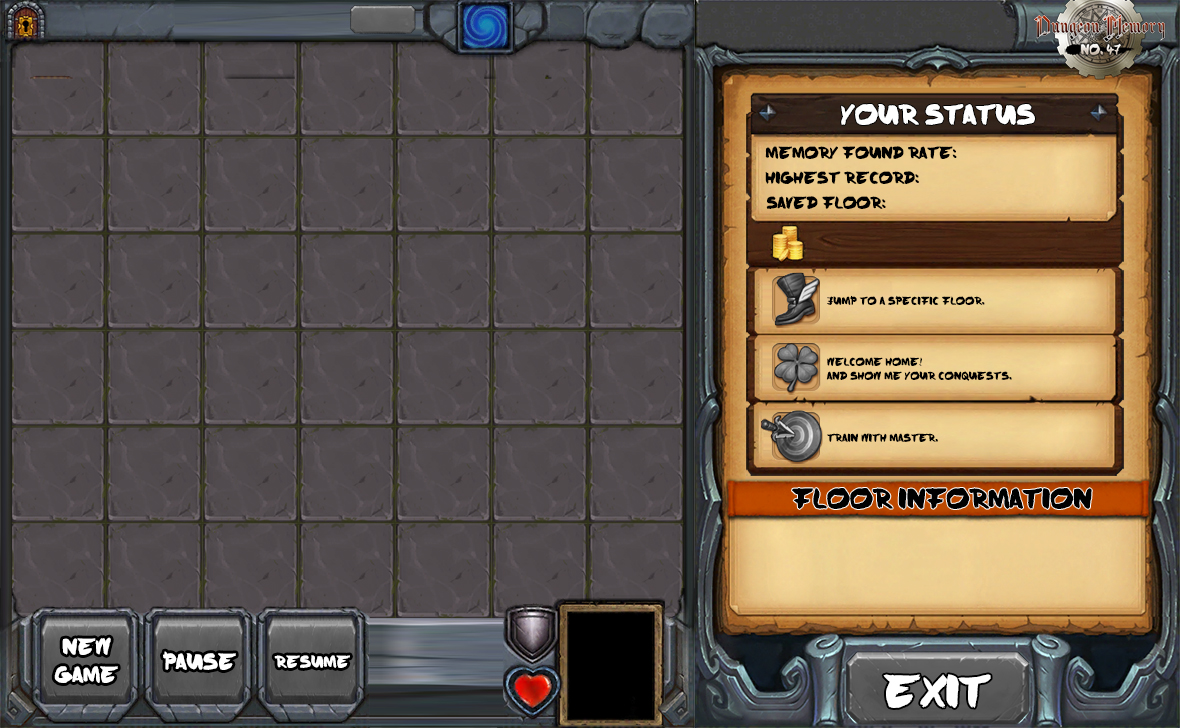 Dungeon Memory
NO. 47
YOUR STATUS
MEMORY FOUND RATE:
HIGHEST RECORD:
SAVED FLOOR:
JUMP TO A SPECIFIC FLOOR.
WELCOME HOME!
AND SHOW ME YOUR CONQUESTS.
TRAIN WITH MASTER.
FLOOR INFORMATION
NEW
GAME
PAUSE
RESUME
EXIT